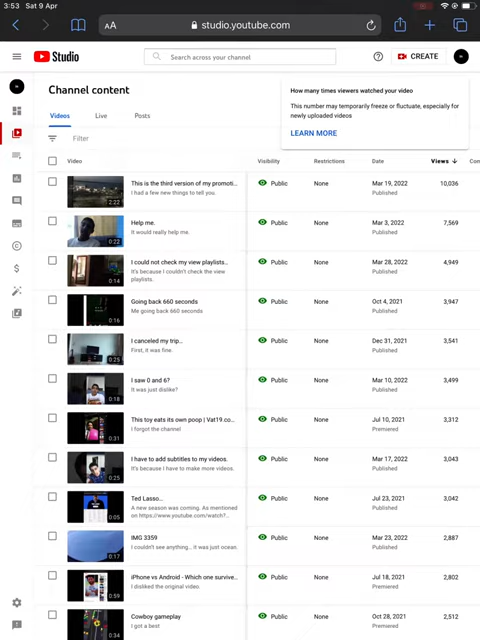 3:53 Sat 9 Apr
AA studio.youtube.com
Studio
Search across your channel
CREATE
Channel content
Videos Live Posts
How many times viewers watched your video
This number may temporarily freeze or fluctuate, especially for
newly uploaded videos
LEARN MORE
Filter
Video Visibility Restrictions Date Views
This is the third version of my promoti... Public None Mar 19, 2022 10,036
I had a few new things to tell you. Published
2:22
Help me. Public None Mar 3, 2022 7,569
It would really help me. Published
0:22
I could not check my view playlists... Public None Mar 28, 2022 4,949
It's because I couldn't check the view Published
playlists.
0:14
Going back 660 seconds Public None Oct 4, 2021 3,947
Me going back 660 seconds Published
0:16
I canceled my trip... Public None Dec 31, 2021 3,541
First, it was fine. Published
0:25
I saw 0 and 6? Public None Mar 10, 2022 3,499
It was just dislike? Published
0:18
This toy eats its own poop | Vat19.co... Public None Jul 10, 2021 3,312
I forgot the channel Premiered
0:31
I have to add subtitles to my videos. Public None Mar 17, 2022 3,043
It's because I have to make more videos. Published
0:25
Ted Lasso... Public None Jul 23, 2021 3,042
A new season was coming. As mentioned Published
on https://www.youtube.com/watch?
0:05
IMG 3359 Public None Mar 23, 2022 2,887
I couldn't see anything... it was just ocean. Published
0:17
iPhone vs Android - Which one survive... Public None Jul 18, 2021 2,802
I disliked the original video. Premiered
0:59
Cowboy gameplay Public None Oct 28, 2021 2,512
I got a best Published
0:34